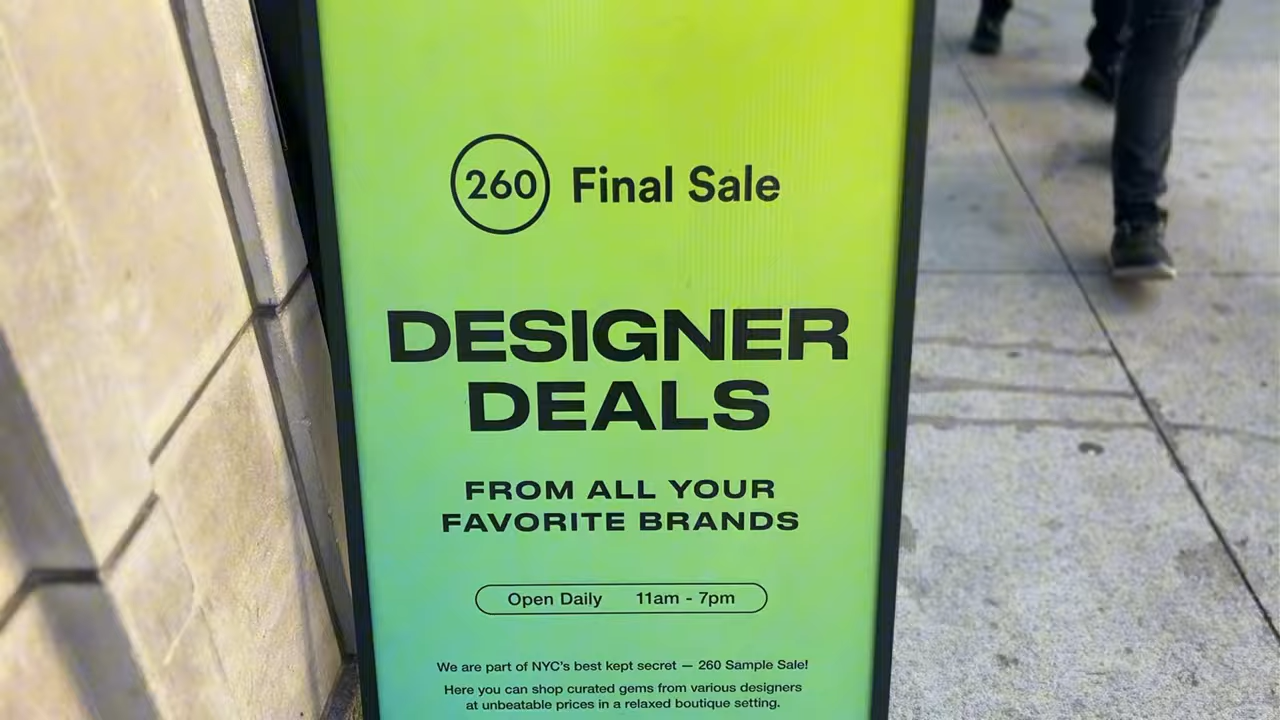 260 Final Sale
DESIGNER
DEALS
FROM ALL YOUR
FAVORITE BRANDS
Open Daily 11am - 7pm
We are part of NYC's best kept secret — 260 Sample Sale!
Here you can shop curated gems from various designers
at unbeatable prices in a relaxed boutique setting.